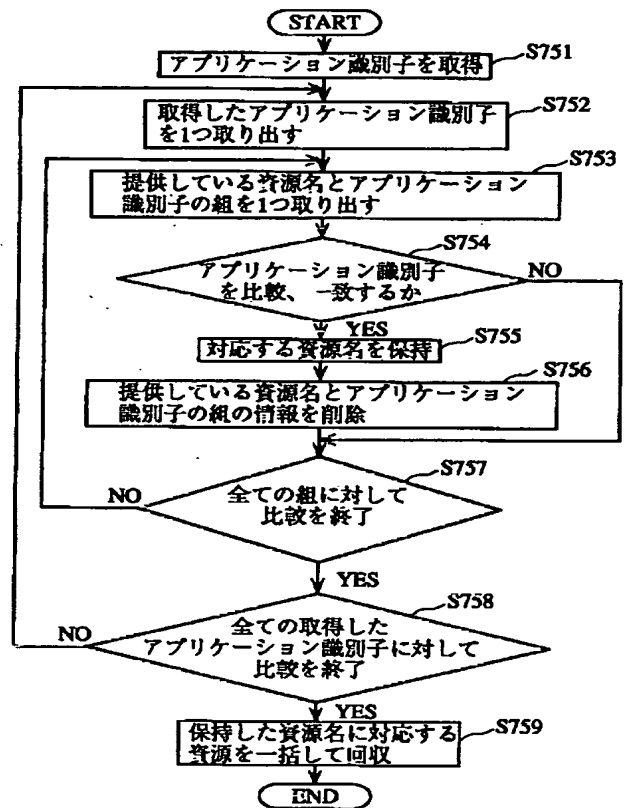 START
S751
アプリケーション識別子を取得
S752
取得したアプリケーション識別子
を1つ取り出す
S753
提供している資源名とアプリケーション
識別子の組を1つ取り出す
S754
アプリケーション識別子
を比較、一致するか
NO
YES
S755
対応する資源名を保持
S756
提供している資源名とアプリケーション
識別子の組の情報を削除
S757
全ての組に対して
比較を終了
NO
YES
S758
全ての取得した
アプリケーション識別子に対して
比較を終了
NO
YES
S759
保持した資源名に対応する
資源を一括して回収
END